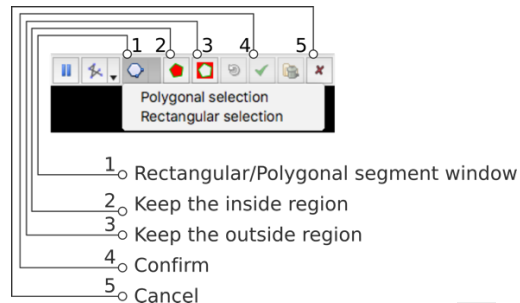 1 2 3 4 5
Polygonal selection
Rectangular selection
1 Rectangular/Polygonal segment window
2 Keep the inside region
3 Keep the outside region
4 Confirm
5 Cancel